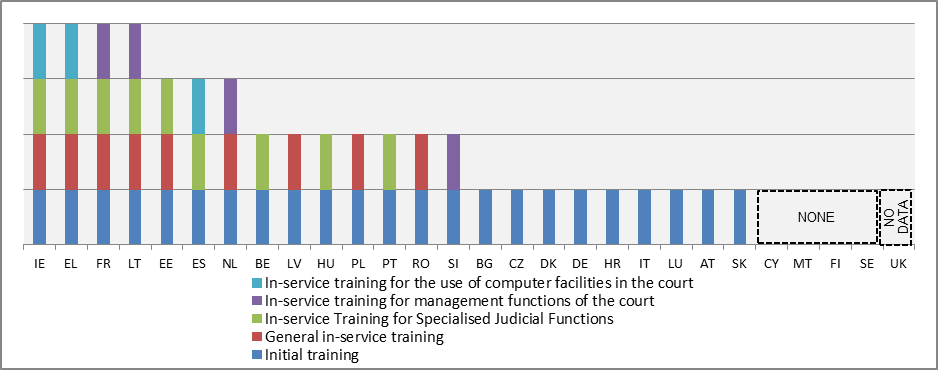 NONE
NO DATA
IE EL FR LT EE ES NL BE LV HU PL PT RO SI BG CZ DK DE HR IT LU AT SK CY MT FI SE UK
In-service training for the use of computer facilities in the court
In-service training for management functions of the court
In-service Training for Specialised Judicial Functions
General in-service training
Initial training